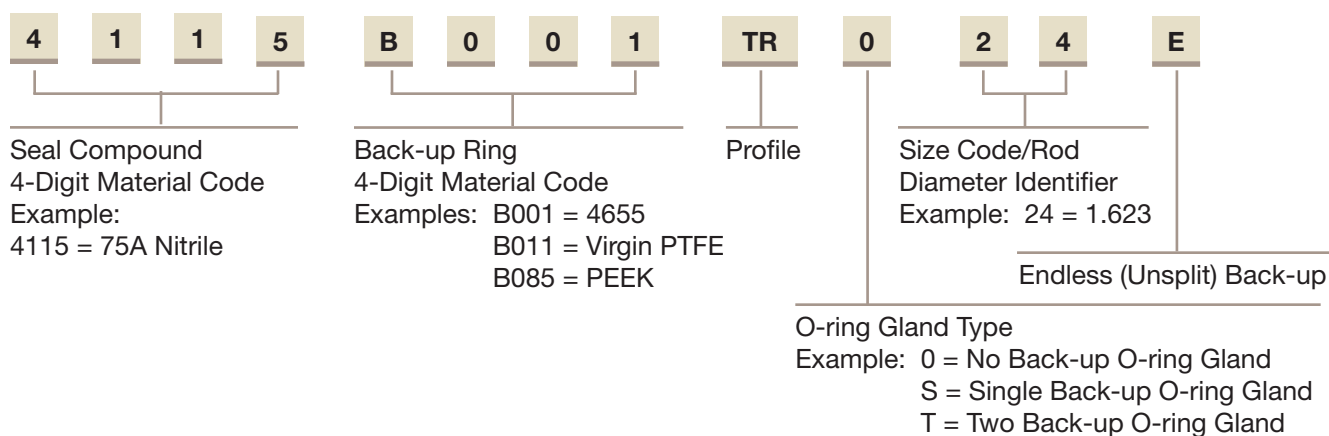 4 1 1 5 B 0 0 1 TR 0 2 4 E
Seal Compound
4-Digit Material Code
Example:
4115 = 75A Nitrile
Back-up Ring
4-Digit Material Code
Examples: B001 = 4655
B011 = Virgin PTFE
B085 = PEEK
Profile
Size Code/Rod
Diameter Identifier
Example: 24 = 1.623
Endless (Unsplit) Back-up
O-ring Gland Type
Example: 0 = No Back-up O-ring Gland
S = Single Back-up O-ring Gland
T = Two Back-up O-ring Gland